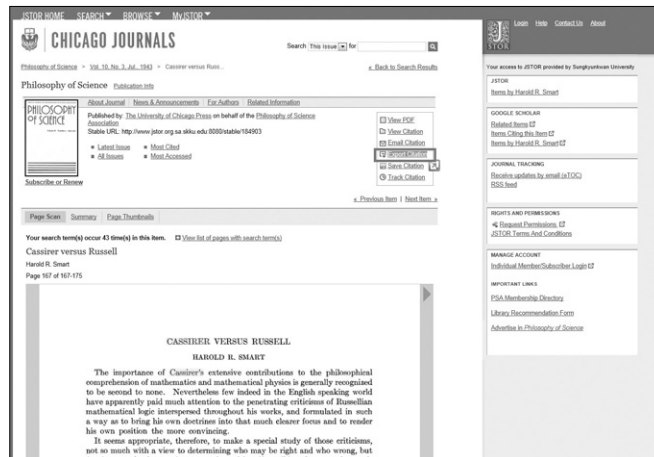 JSTOR HOME SEARCH BROWSE MyJSTOR
CHICAGO JOURNALS
Search This Issue for
Philosophy of Science > Vol. 10, No. 3, Jul., 1943 > Cassirer versus Russ...
« Back to Search Results
Philosophy of Science Publication Info
PHILOSOPHY
OF SCIENCE
Subscribe or Renew
About Journal News & Announcements For Authors Related Information
Published by: The University of Chicago Press on behalf of the Philosophy of Science
Association
Stable URL: http://www.jstor.org.sa.skku.edu:8080/stable/184903
Latest Issue Most Cited
All Issues Most Accessed
View PDF
View Citation
Email Citation
Export Citation
Save Citation
Track Citation
« Previous Item | Next Item »
Page Scan Summary Page Thumbnails
Your search term(s) occur 43 time(s) in this item. View list of pages with search term(s)
Cassirer versus Russell
Harold R. Smart
Page 167 of 167-175
CASSIRER VERSUS RUSSELL
HAROLD R. SMART
The importance of Cassirer's extensive contributions to the philosophical
comprehension of mathematics and mathematical physics is generally recognized
to be second to none. Nevertheless few indeed in the English speaking world
have apparently paid much attention to the penetrating criticisms of Russellian
mathematical logic interspersed throughout his works, and formulated in such
a way as to bring his own doctrines into that much clearer focus and to render
his own position the more convincing.
It seems appropriate, therefore, to make a special study of those criticisms,
not so much with a view to determining who may be right and who wrong, but
JSTOR
Login Help Contact Us About
Your access to JSTOR provided by Sungkyunkwan University
JSTOR
Items by Harold R. Smart
GOOGLE SCHOLAR
Related Items
Items Citing this Item
Items by Harold R. Smart
JOURNAL TRACKING
Receive updates by email (eTOC)
RSS feed
RIGHTS AND PERMISSIONS
Request Permissions
JSTOR Terms And Conditions
MANAGE ACCOUNT
Individual Member/Subscriber Login
IMPORTANT LINKS
PSA Membership Directory
Library Recommendation Form
Advertise in Philosophy of Science